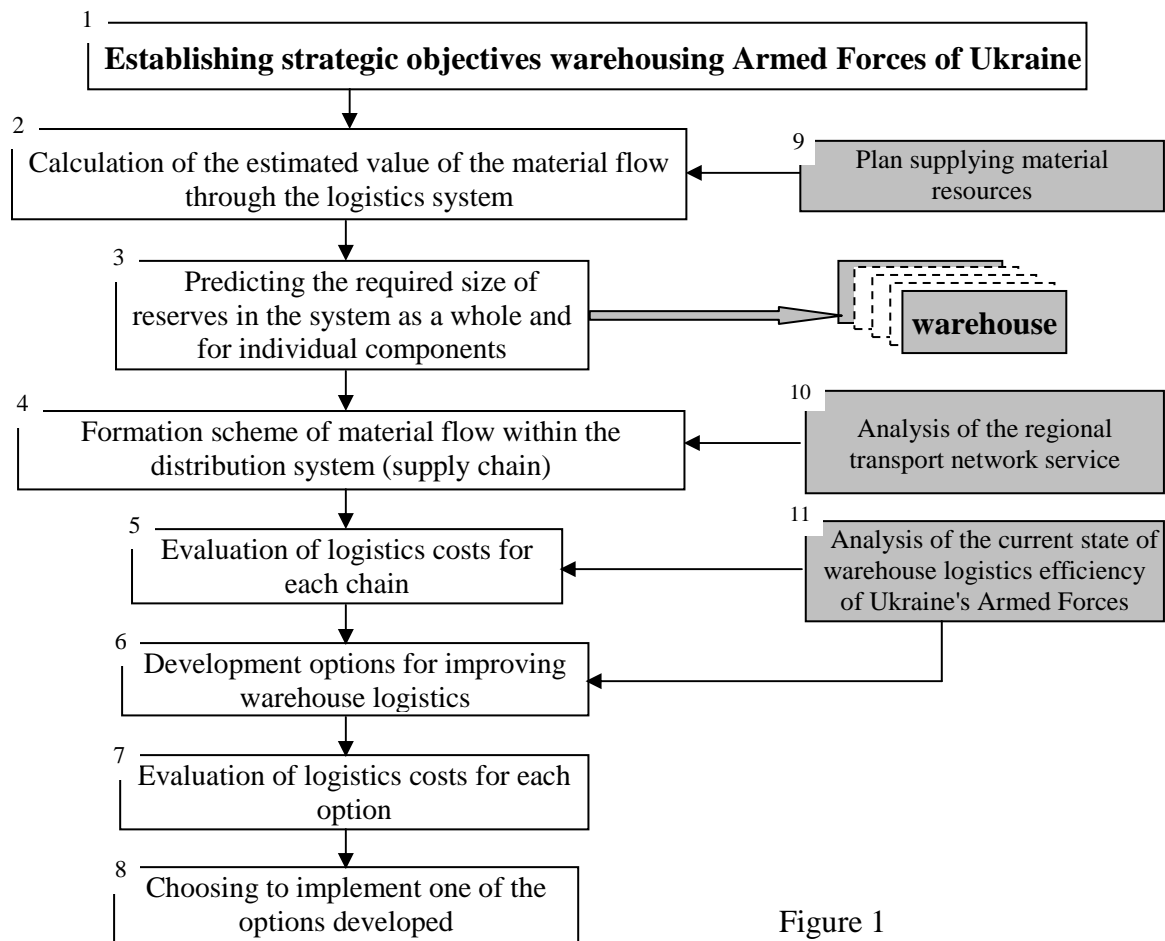 1
Establishing strategic objectives warehousing Armed Forces of Ukraine
2
Calculation of the estimated value of the material flow
through the logistics system
9
Plan supplying material
resources
3
Predicting the required size of
reserves in the system as a whole and
for individual components
warehouse
4
Formation scheme of material flow within the
distribution system (supply chain)
10
Analysis of the regional
transport network service
5
Evaluation of logistics costs for
each chain
11
Analysis of the current state of
warehouse logistics efficiency
of Ukraine's Armed Forces
6
Development options for improving
warehouse logistics
7
Evaluation of logistics costs for each
option
8
Choosing to implement one of the
options developed
Figure 1